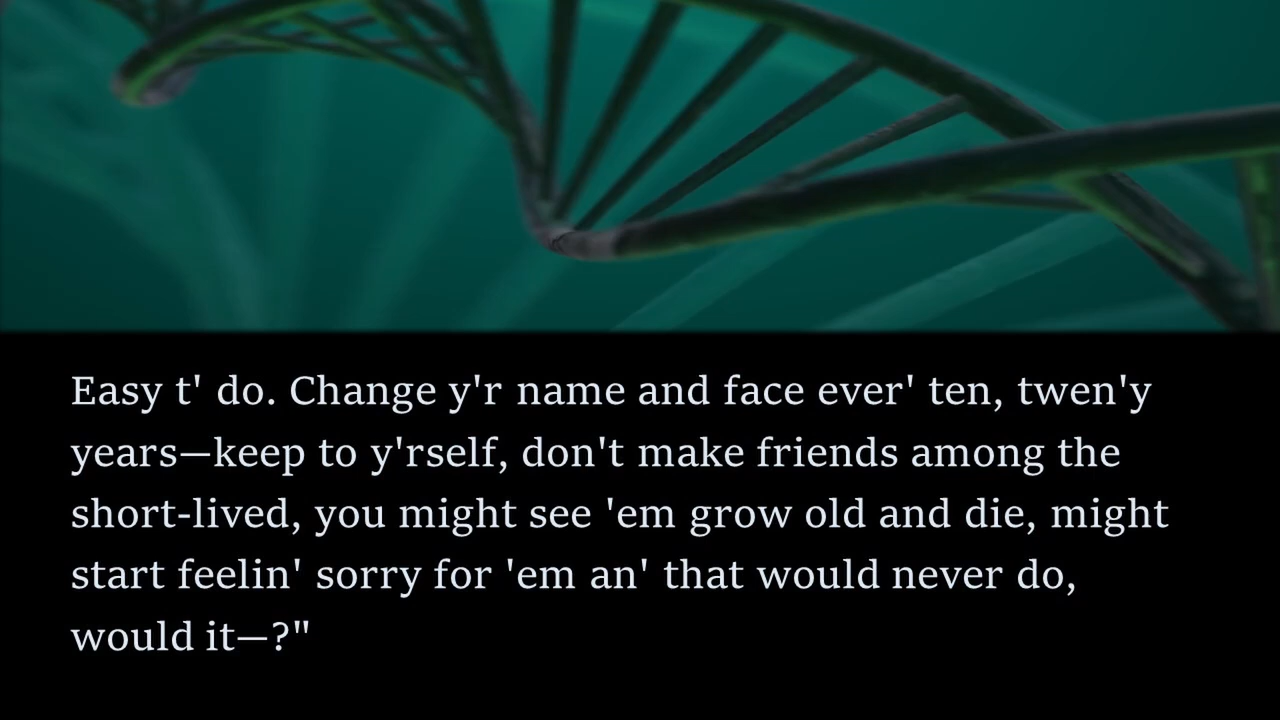 Easy t' do. Change y'r name and face ever' ten, twen'y
years—keep to y'rself, don't make friends among the
short-lived, you might see 'em grow old and die, might
start feelin' sorry for 'em an' that would never do,
would it—?"